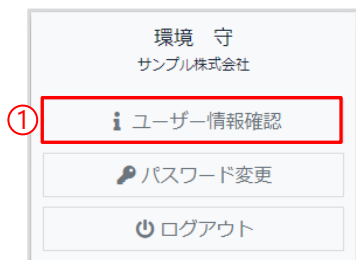 環境　守
サンプル株式会社
① ユーザー情報確認
パスワード変更
ログアウト